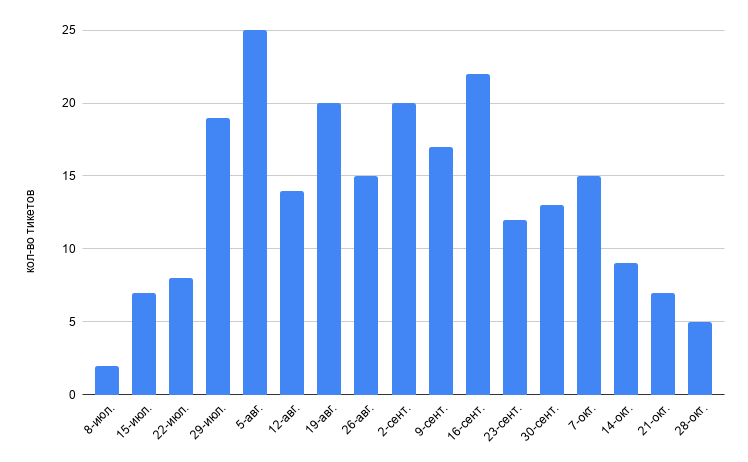 кол-во тикетов
25
20
15
10
5
0
8-июл.
15-июл.
22-июл.
29-июл.
5-авг.
12-авг.
19-авг.
26-авг.
2-сент.
9-сент.
16-сент.
23-сент.
30-сент.
7-окт.
14-окт.
21-окт.
28-окт.